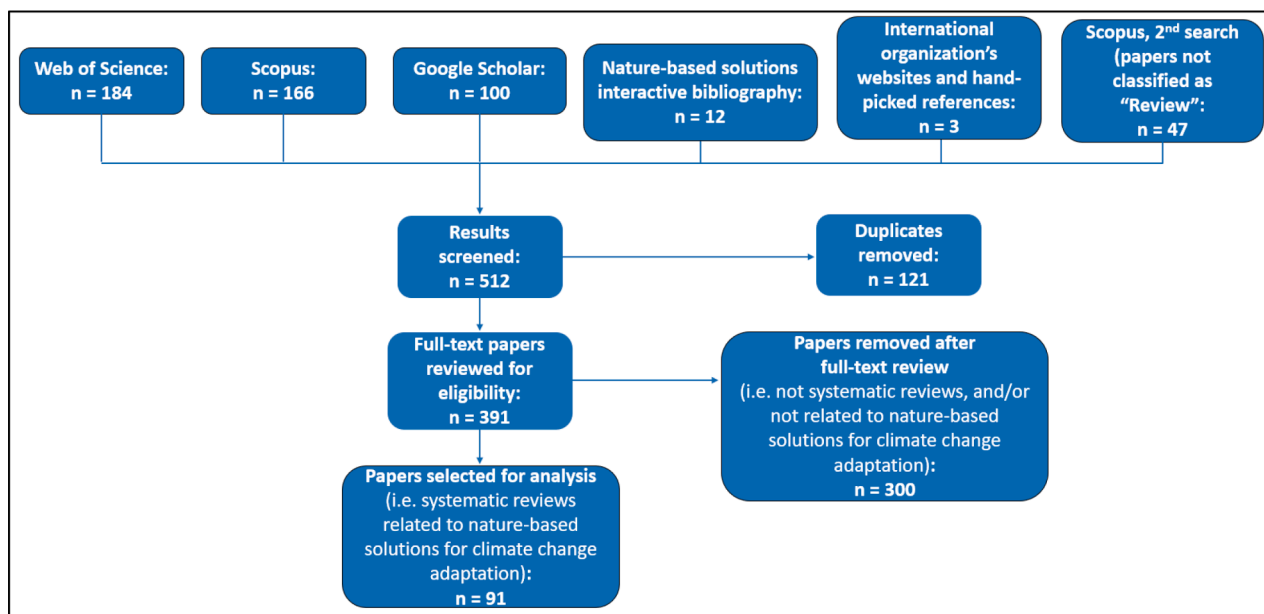 Web of Science:
n = 184
Scopus:
n = 166
Google Scholar:
n = 100
Nature-based solutions
interactive bibliography:
n = 12
International
organization’s
websites and hand-
picked references:
n = 3
Scopus, 2nd search
(papers not
classified as
“Review”:
n = 47
Results
screened:
n = 512
Duplicates
removed:
n = 121
Full-text papers
reviewed for
eligibility:
n = 391
Papers removed after
full-text review
(i.e. not systematic reviews, and/or
not related to nature-based
solutions for climate change
adaptation):
n = 300
Papers selected for analysis
(i.e. systematic reviews
related to nature-based
solutions for climate change
adaptation):
n = 91